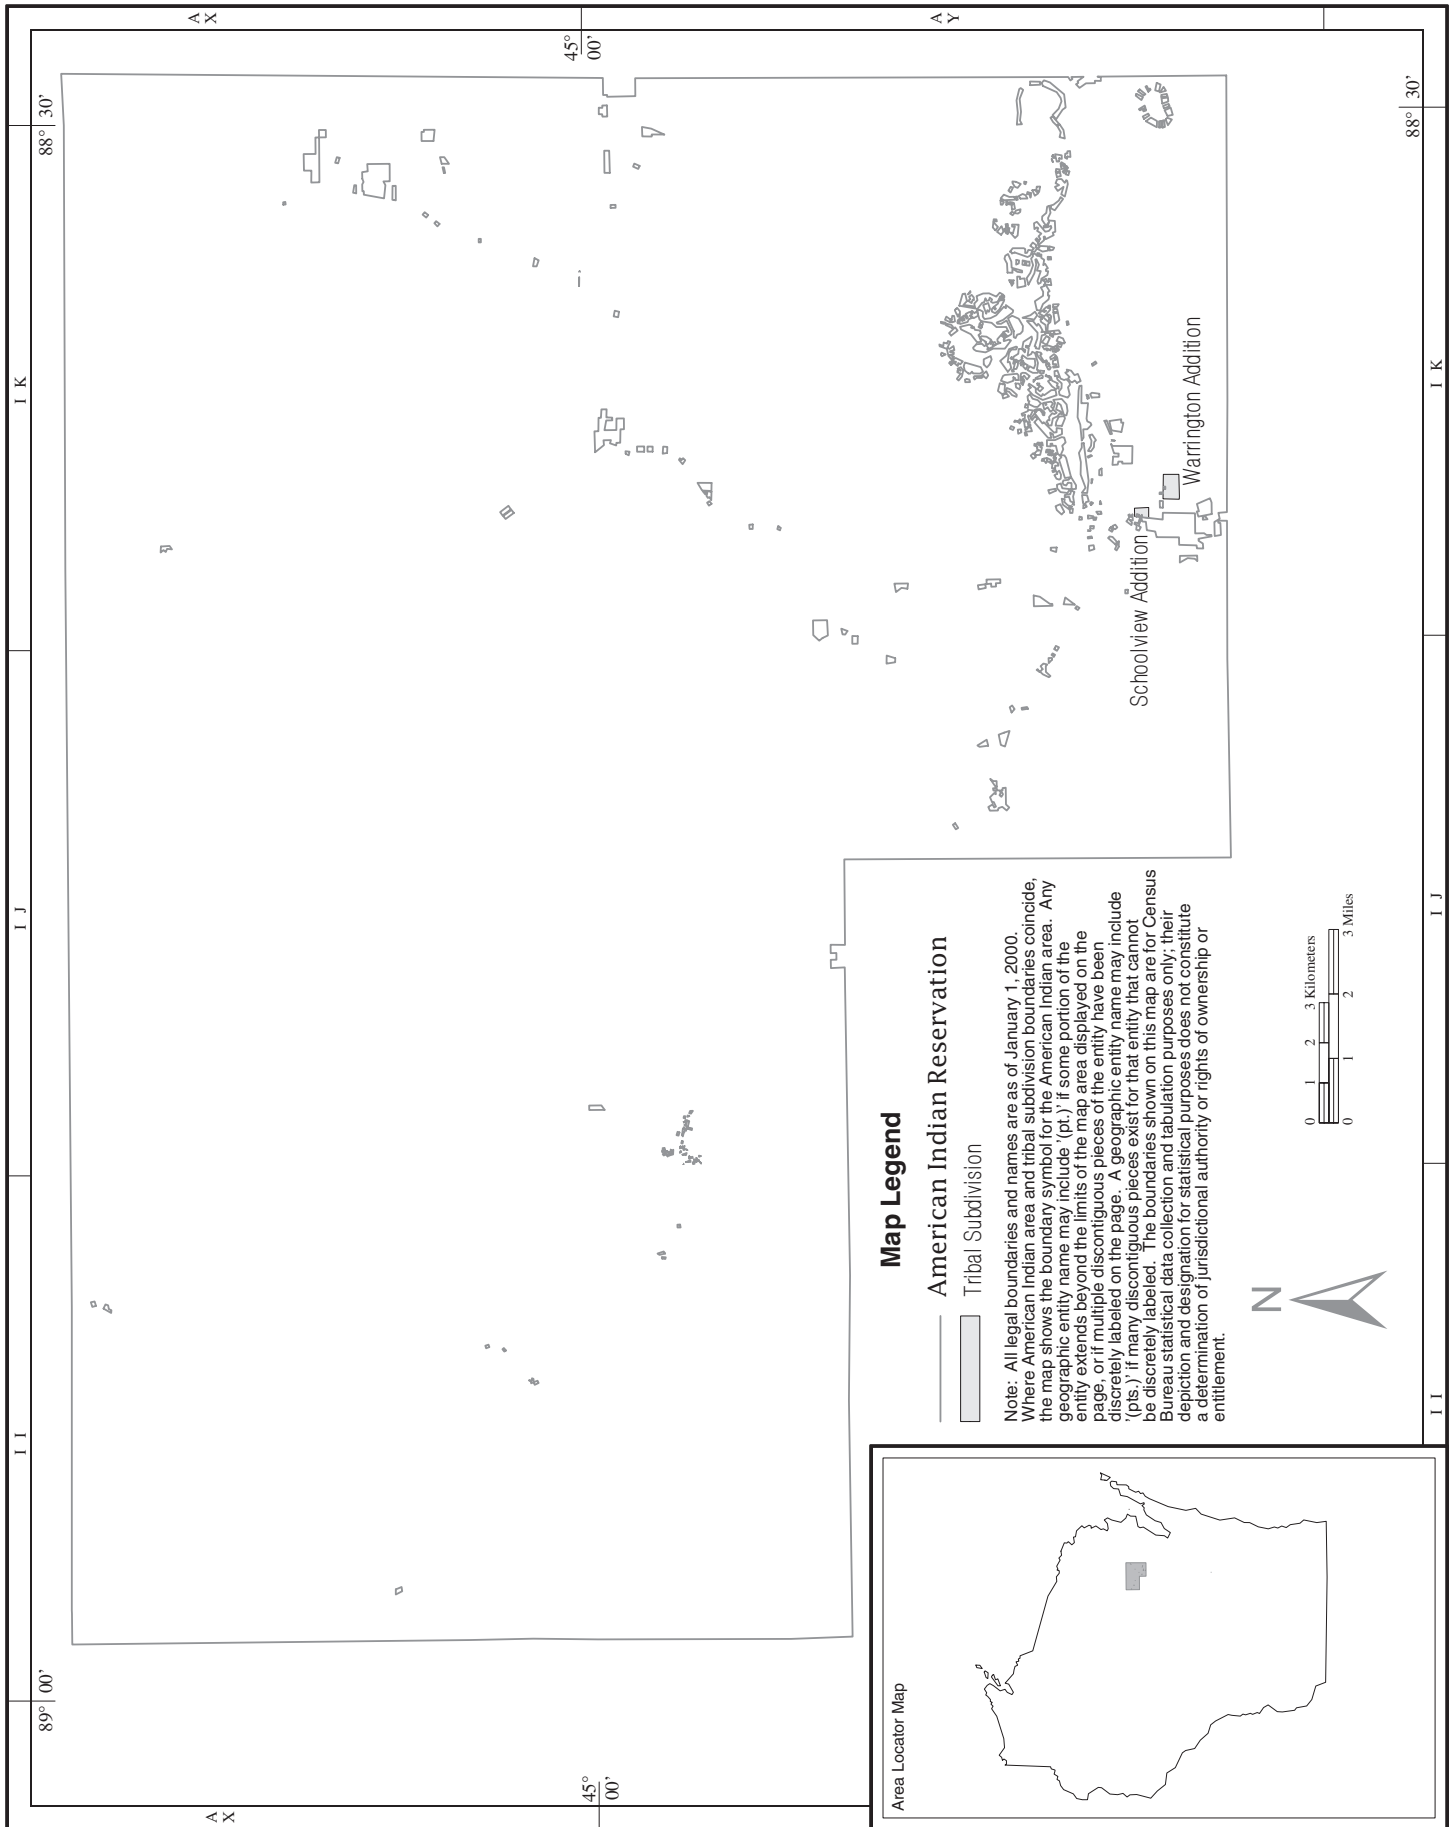 A
X
A
Y
45°
00'
88° 30'
88° 30'
I K
I K
I J
I J
I I
I I
89° 00'
45°
00'
A
X
Schoolview Addition
Warrington Addition
Map Legend
American Indian Reservation
Tribal Subdivision
Note: All legal boundaries and names are as of January 1, 2000.
Where American Indian area and tribal subdivision boundaries coincide,
the map shows the boundary symbol for the American Indian area. Any
geographic entity name may include '(pt.)' if some portion of the
entity extends beyond the limits of the map area displayed on the
page, or if multiple discontiguous pieces of the entity have been
discretely labeled on the page. A geographic entity name may include
'(pts.)' if many discontiguous pieces exist for that entity that cannot
be discretely labeled. The boundaries shown on this map are for Census
Bureau statistical data collection and tabulation purposes only; their
depiction and designation for statistical purposes does not constitute
a determination of jurisdictional authority or rights of ownership or
entitlement.
N
0 1 2 3 Kilometers
0 1 2 3 Miles
Area Locator Map